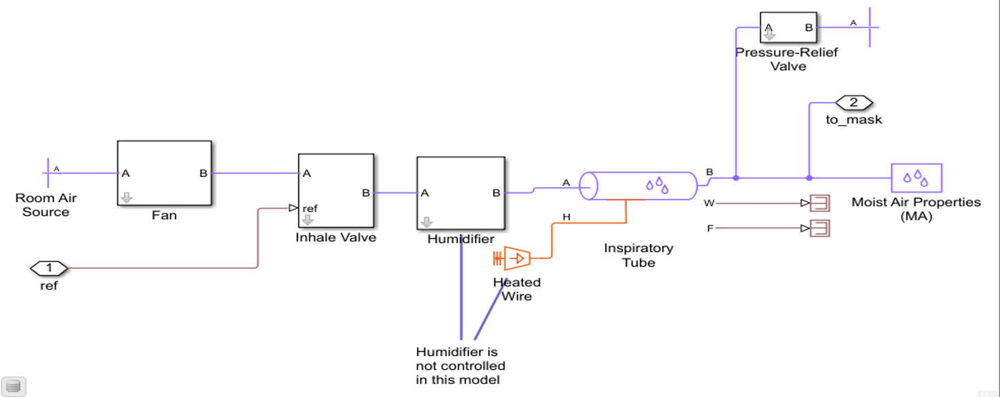 A
B
A
Pressure-Relief
Valve
2
to_mask
A
Room Air
Source
A
B
Fan
A
B
ref
Inhale Valve
A
B
Humidifier
A
H
B
W
F
Inspiratory
Tube
Moist Air Properties
(MA)
1
ref
Heated
Wire
Humidifier is
not controlled
in this model